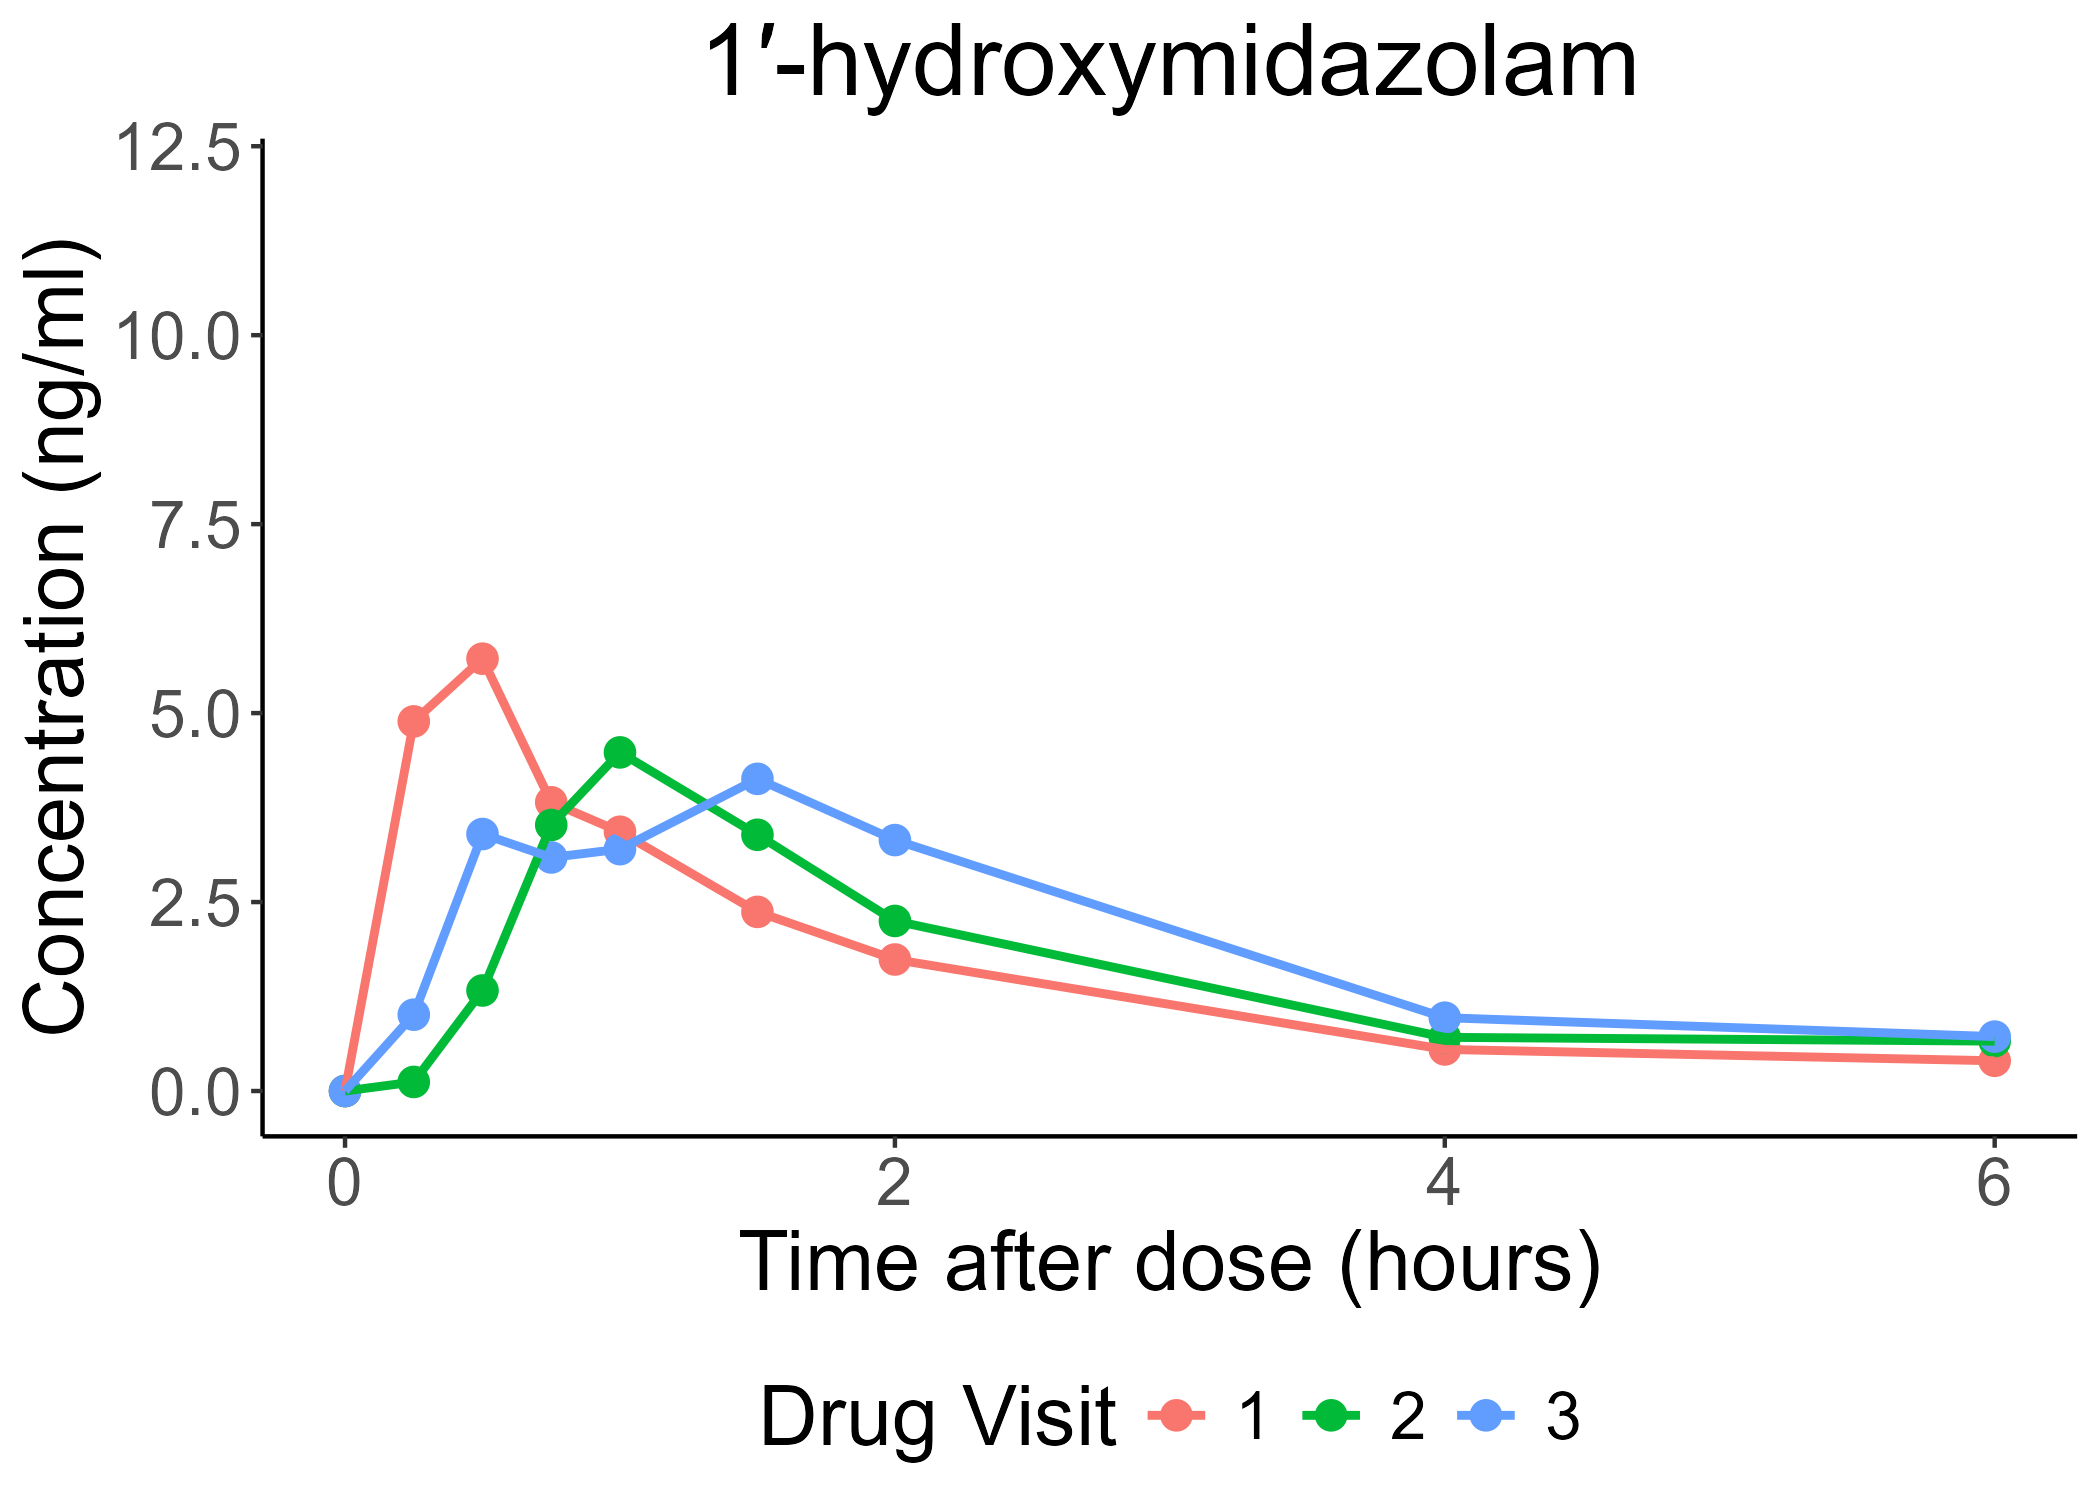 1′-hydroxymidazolam
Concentration (ng/ml)
12.5
10.0
7.5
5.0
2.5
0.0
0 2 4 6
Time after dose (hours)
Drug Visit 1 2 3